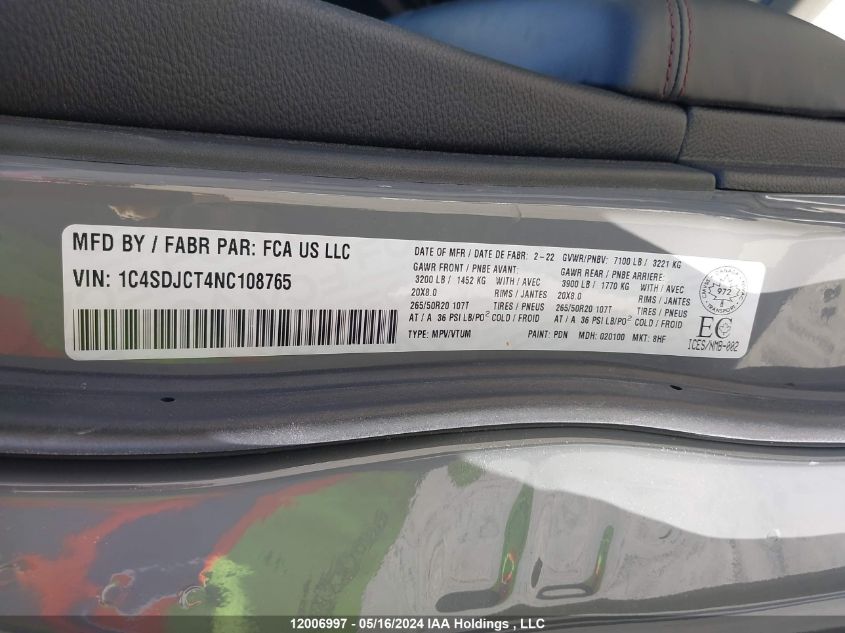 MFD BY / FABR PAR: FCA US LLC
VIN: 1C4SDJCT4NC108765
DATE OF MFR / DATE DE FABR: 2-22 GVWR/PNBV: 7100 LB / 3221 KG
GAWR FRONT / PNBE AVANT: GAWR REAR / PNBE ARRIERE:
3200 LB / 1452 KG WITH / AVEC 3900 LB / 1770 KG WITH / AVEC
20X8.0 RIMS / JANTES 20X8.0 RIMS / JANTES
265/50R20 107T TIRES / PNEUS 265/50R20 107T TIRES / PNEUS
AT / A 36 PSI LB/PO² COLD / FROID AT / A 36 PSI LB/PO² COLD / FROID
TYPE: MPV/VTUM PAINT: PDN MDH: 020100 MKT: 8HF
972
8
TRANSPORT
EC
ICES/NMB-002
12006997 - 05/16/2024 IAA Holdings, , LLC